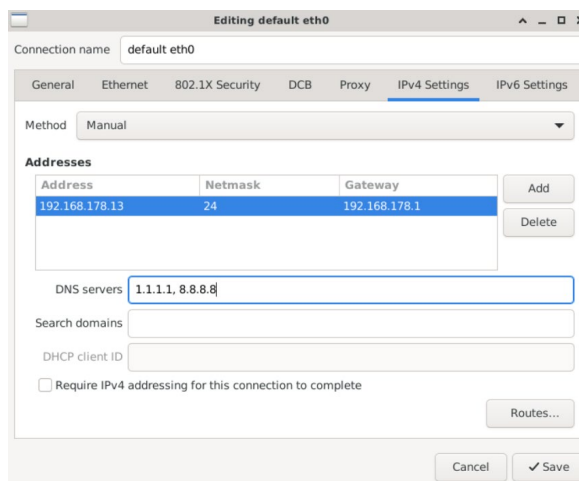 Editing default eth0
Connection name default eth0
General Ethernet 802.1X Security DCB Proxy IPv4 Settings IPv6 Settings
Method Manual
Addresses
Address Netmask Gateway
192.168.178.13 24 192.168.178.1
Add
Delete
DNS servers 1.1.1.1, 8.8.8.8
Search domains
DHCP client ID
Require IPv4 addressing for this connection to complete
Routes...
Cancel Save